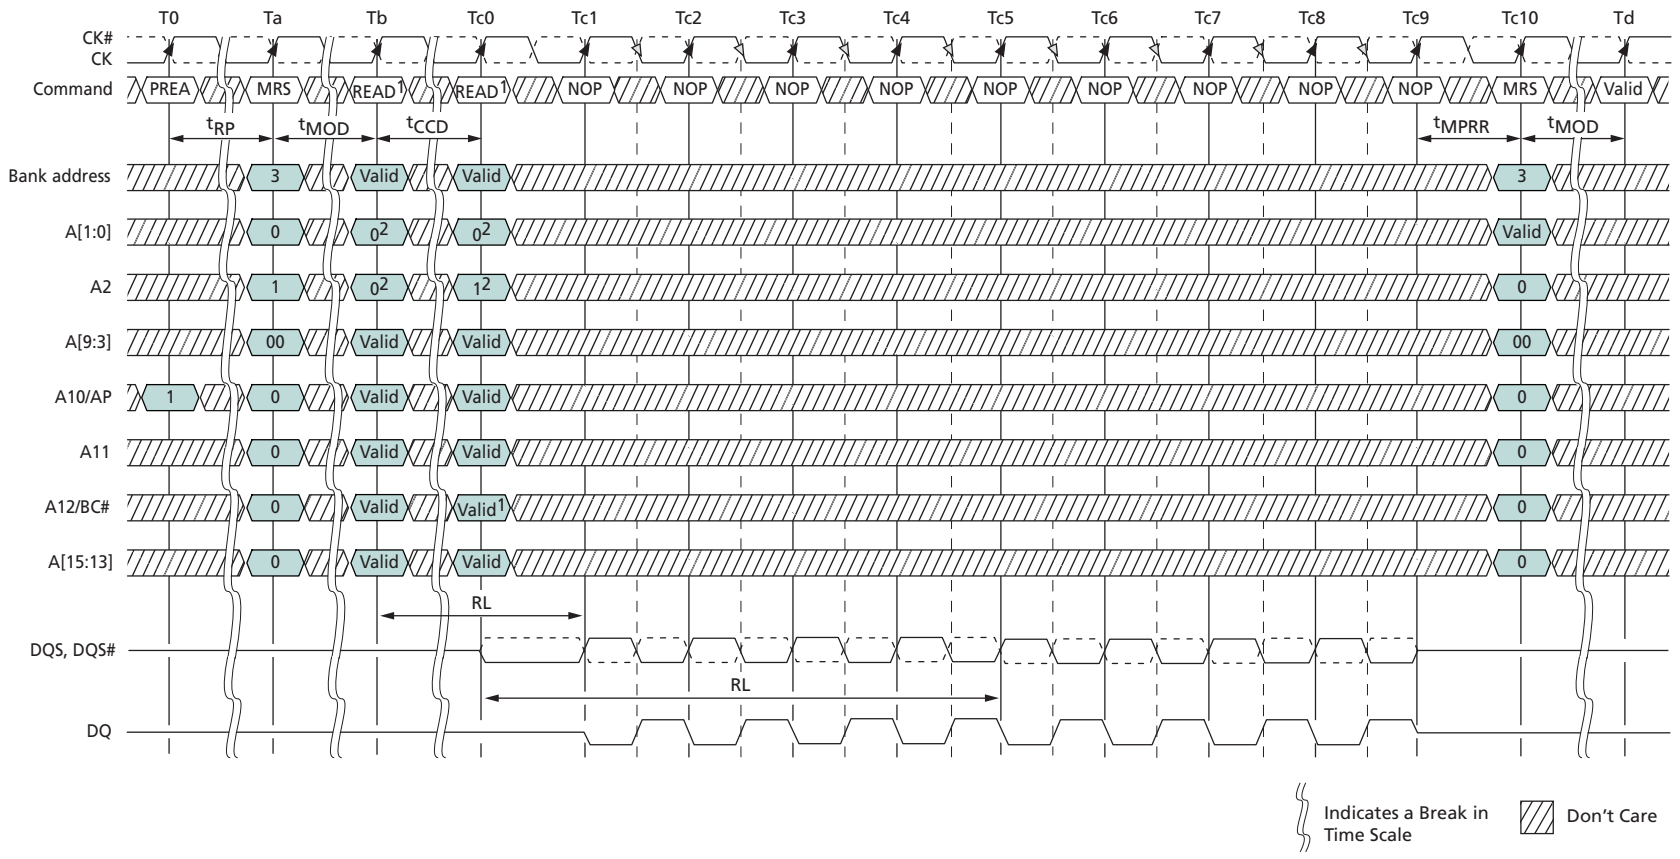 T0 Ta Tb Tc0 Tc1 Tc2 Tc3 Tc4 Tc5 Tc6 Tc7 Tc8 Tc9 Tc10 Td
CK#
CK
Command PREA MRS READ1 READ1 NOP NOP NOP NOP NOP NOP NOP NOP NOP MRS Valid
tRP tMOD tCCD tMPRR tMOD
Bank address 3 Valid Valid 3
A[1:0] 0 02 02 Valid
A2 1 02 12 0
A[9:3] 00 Valid Valid 00
A10/AP 1 0 Valid Valid 0
A11 0 Valid Valid 0
A12/BC# 0 Valid Valid1 0
A[15:13] 0 Valid Valid 0
RL
DQS, DQS#
RL
DQ
Indicates a Break in
Time Scale
Don't Care